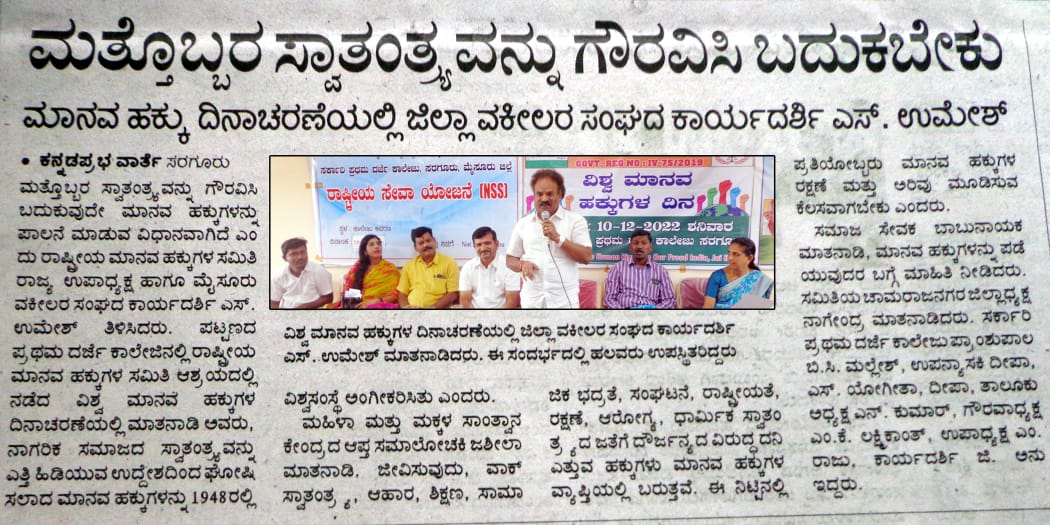 ಮತ್ತೊಬ್ಬರ ಸ್ವಾತಂತ್ರ್ಯವನ್ನು ಗೌರವಿಸಿ ಬದುಕಬೇಕು
ಮಾನವ ಹಕ್ಕು ದಿನಾಚರಣೆಯಲ್ಲಿ ಜಿಲ್ಲಾ ವಕೀಲರ ಸಂಘದ ಕಾರ್ಯದರ್ಶಿ ಎಸ್. ಉಮೇಶ್
• ಕನ್ನಡಪ್ರಭ ವಾರ್ತೆ ಸರಗೂರು
ಮತ್ತೊಬ್ಬರ ಸ್ವಾತಂತ್ರ್ಯವನ್ನು ಗೌರವಿಸಿ
ಬದುಕುವುದೇ ಮಾನವ ಹಕ್ಕುಗಳನ್ನು
ಪಾಲನೆ ಮಾಡುವ ವಿಧಾನವಾಗಿದೆ ಎಂ
ದು ರಾಷ್ಟ್ರೀಯ ಮಾನವ ಹಕ್ಕುಗಳ ಸಮಿತಿ
ರಾಜ್ಯ ಉಪಾಧ್ಯಕ್ಷ ಹಾಗೂ ಮೈಸೂರು
ವಕೀಲರ ಸಂಘದ ಕಾರ್ಯದರ್ಶಿ ಎಸ್.
ಉಮೇಶ್ ತಿಳಿಸಿದರು. ಪಟ್ಟಣದ
ಪ್ರಥಮ ದರ್ಜೆ ಕಾಲೇಜಿನಲ್ಲಿ ರಾಷ್ಟ್ರೀಯ
ಮಾನವ ಹಕ್ಕುಗಳ ಸಮಿತಿ ಆಶ್ರಯದಲ್ಲಿ
ನಡೆದ ವಿಶ್ವ ಮಾನವ ಹಕ್ಕುಗಳ
ದಿನಾಚರಣೆಯಲ್ಲಿ ಮಾತನಾಡಿ ಅವರು,
ನಾಗರಿಕ ಸಮಾಜದ ಸ್ವಾತಂತ್ರ್ಯವನ್ನು
ಎತ್ತಿ ಹಿಡಿಯುವ ಉದ್ದೇಶದಿಂದ ಘೋಷಿ
ಸಲಾದ ಮಾನವ ಹಕ್ಕುಗಳನ್ನು 1948ರಲ್ಲಿ
ಸರ್ಕಾರಿ ಪ್ರಥಮ ದರ್ಜೆ ಕಾಲೇಜು, ಸರಗೂರು, ಮೈಸೂರು ಜಿಲ್ಲೆ
ರಾಷ್ಟ್ರೀಯ ಸೇವಾ ಯೋಜನೆ (NSS)
GOVT. REG NO: IV-75/2019
ವಿಶ್ವ ಮಾನವ
ಹಕ್ಕುಗಳ ದಿನ
10-12-2022 ಶನಿವಾರ
ವಿಶ್ವ ಮಾನವ ಹಕ್ಕುಗಳ ದಿನಾಚರಣೆಯಲ್ಲಿ ಜಿಲ್ಲಾ ವಕೀಲರ ಸಂಘದ ಕಾರ್ಯದರ್ಶಿ
ಎಸ್. ಉಮೇಶ್ ಮಾತನಾಡಿದರು. ಈ ಸಂದರ್ಭದಲ್ಲಿ ಹಲವರು ಉಪಸ್ಥಿತರಿದ್ದರು
ವಿಶ್ವಸಂಸ್ಥೆ ಅಂಗೀಕರಿಸಿತು ಎಂದರು.
ಮಹಿಳಾ ಮತ್ತು ಮಕ್ಕಳ ಸಾಂತ್ವಾನ
ಕೇಂದ್ರದ ಆಪ್ತ ಸಮಾಲೋಚಕಿ ಜಶೀಲಾ
ಮಾತನಾಡಿ, ಜೀವಿಸುವುದು, ವಾಕ್
ಸ್ವಾತಂತ್ರ್ಯ, ಆಹಾರ, ಶಿಕ್ಷಣ, ಸಾಮಾ
ಜಿಕ ಭದ್ರತೆ, ಸಂಘಟನೆ, ರಾಷ್ಟ್ರೀಯತೆ,
ರಕ್ಷಣೆ, ಆರೋಗ್ಯ, ಧಾರ್ಮಿಕ ಸ್ವಾತಂ
ತ್ರ್ಯದ ಜತೆಗೆ ದೌರ್ಜನ್ಯದ ವಿರುದ್ಧ ದನಿ
ಎತ್ತುವ ಹಕ್ಕುಗಳು ಮಾನವ ಹಕ್ಕುಗಳ
ವ್ಯಾಪ್ತಿಯಲ್ಲಿ ಬರುತ್ತವೆ. ಈ ನಿಟ್ಟಿನಲ್ಲಿ
ಪ್ರತಿಯೋಬ್ಬರು ಮಾನವ ಹಕ್ಕುಗಳ
ರಕ್ಷಣೆ ಮತ್ತು ಅರಿವು ಮೂಡಿಸುವ
ಕೆಲಸವಾಗಬೇಕು ಎಂದರು.
ಸಮಾಜ ಸೇವಕ ಬಾಬುನಾಯಕ
ಮಾತನಾಡಿ, ಮಾನವ ಹಕ್ಕುಗಳನ್ನು ಪಡೆ
ಯುವುದರ ಬಗ್ಗೆ ಮಾಹಿತಿ ನೀಡಿದರು.
ಸಮಿತಿಯ ಚಾಮರಾಜನಗರ ಜಿಲ್ಲಾಧ್ಯಕ್ಷ
ನಾಗೇಂದ್ರ ಮಾತನಾಡಿದರು. ಸರ್ಕಾರಿ
ಪ್ರಥಮ ದರ್ಜೆ ಕಾಲೇಜು ಪ್ರಾಂಶುಪಾಲ
ಬಿ.ಸಿ. ಮಲ್ಲೇಶ್, ಉಪನ್ಯಾಸಕಿ ದೀಪಾ,
ಎಸ್. ಯೋಗೀತಾ, ದೀಪಾ, ತಾಲೂಕು
ಅಧ್ಯಕ್ಷ ಎನ್. ಕುಮಾರ್, ಗೌರವಾಧ್ಯಕ್ಷ
ಎಂ.ಕೆ. ಲಕ್ಷ್ಮಿಕಾಂತ್, ಉಪಾಧ್ಯಕ್ಷ ಎಂ.
ರಾಜು, ಕಾರ್ಯದರ್ಶಿ ಜಿ. ಅನು
ಇದ್ದರು.